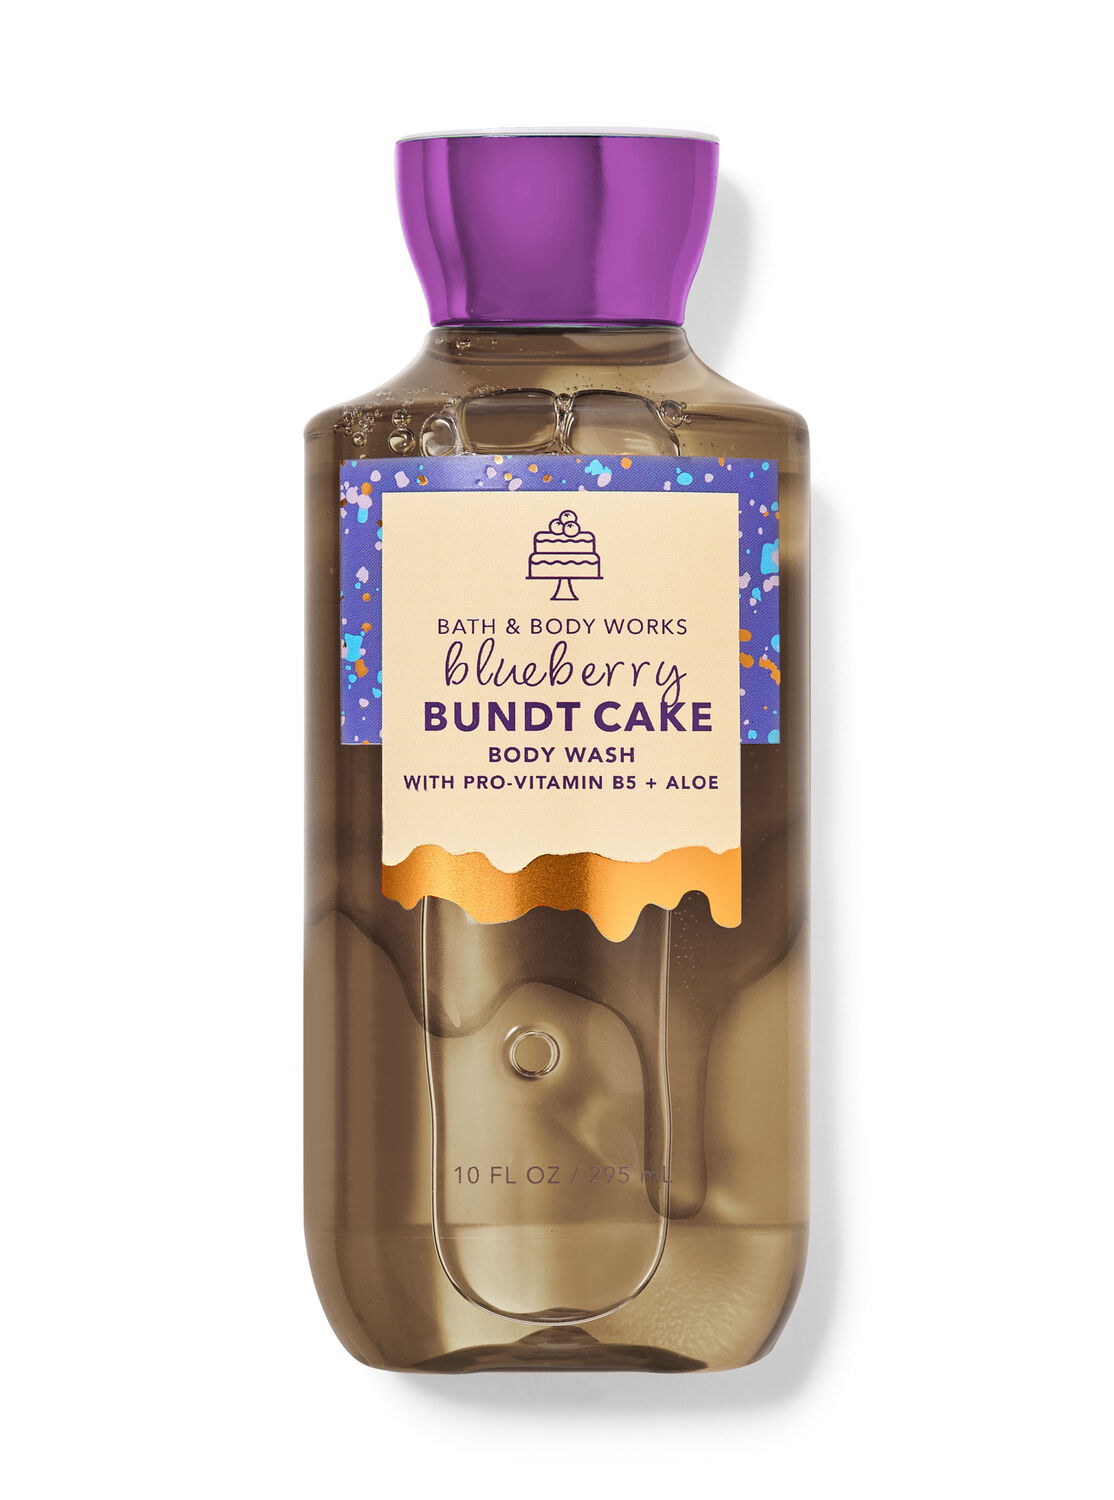 BATH & BODY WORKS
blueberry
BUNDT CAKE
BODY WASH
WITH PRO-VITAMIN B5 + ALOE
10 FL OZ / 295 mL